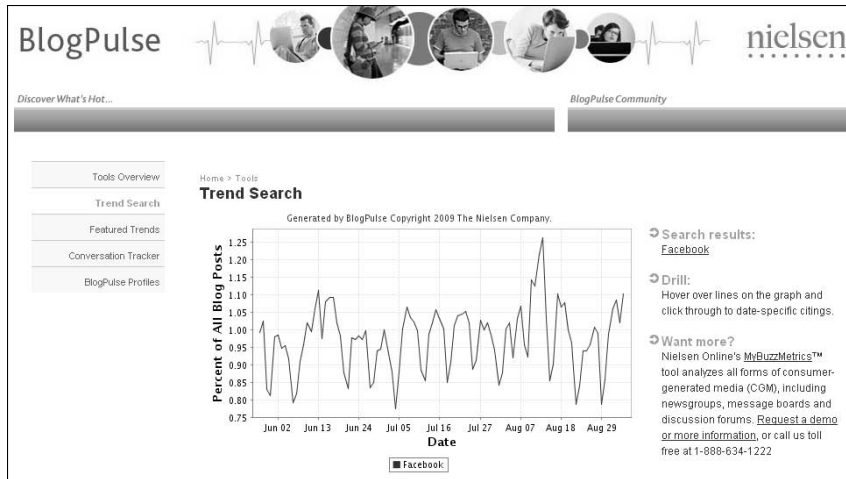 BlogPulse
nielsen
Discover What's Hot...
BlogPulse Community
Tools Overview
Trend Search
Featured Trends
Conversation Tracker
BlogPulse Profiles
Home > Tools
Trend Search
Generated by BlogPulse Copyright 2009 The Nielsen Company.
Percent of All Blog Posts
1.25
1.20
1.15
1.10
1.05
1.00
0.95
0.90
0.85
0.80
0.75
Jun 02 Jun 13 Jun 24 Jul 05 Jul 16 Jul 27 Aug 07 Aug 18 Aug 29
Date
Facebook
Search results:
Facebook
Drill:
Hover over lines on the graph and
click through to date-specific citings.
Want more?
Nielsen Online's MyBuzzMetrics™
tool analyzes all forms of consumer-
generated media (CGM), including
newsgroups, message boards and
discussion forums. Request a demo
or more information, or call us toll
free at 1-888-634-1222